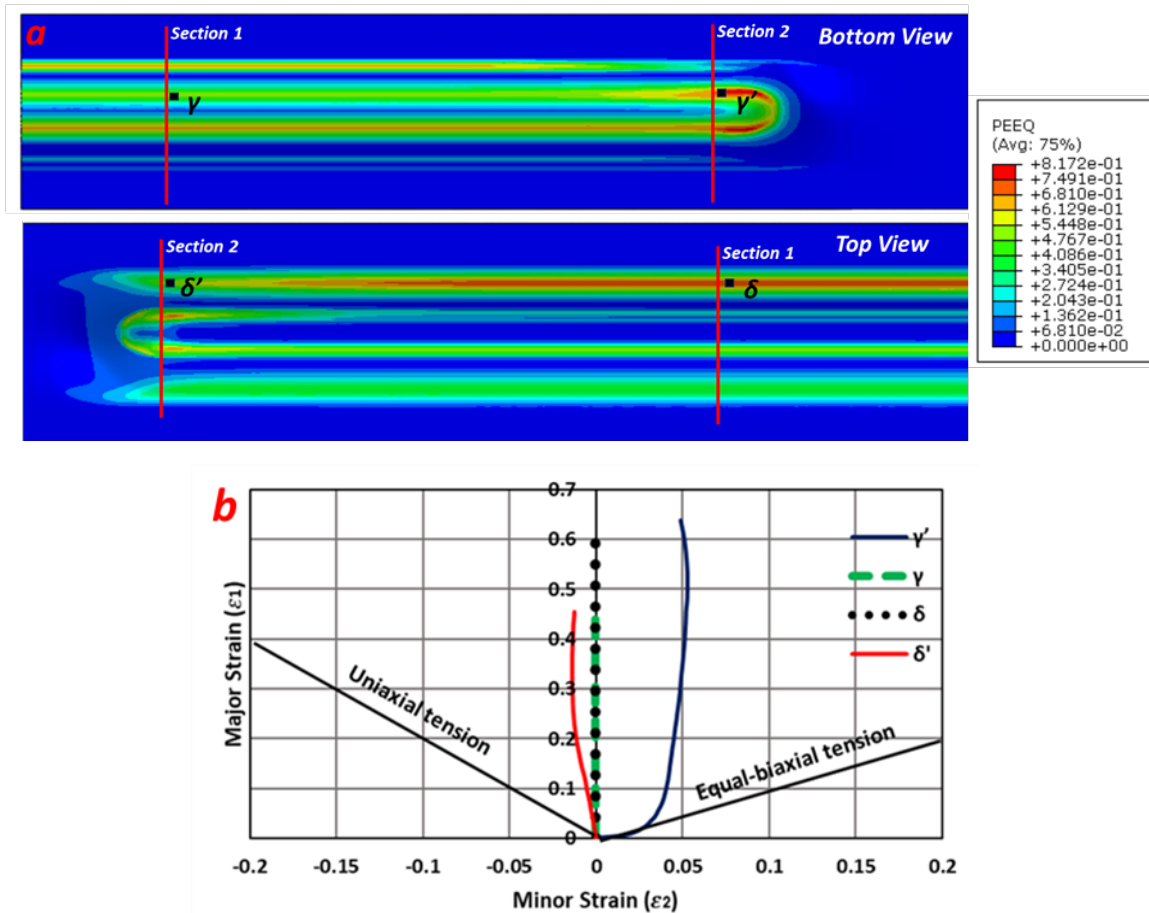 a
Section 1
Section 2
Bottom View
γ
γ’
Section 2
Section 1
Top View
δ’
δ
PEEQ
(Avg: 75%)
+8.172e-01
+7.491e-01
+6.810e-01
+6.129e-01
+5.448e-01
+4.767e-01
+4.086e-01
+3.405e-01
+2.724e-01
+2.043e-01
+1.362e-01
+6.810e-02
+0.000e+00
b
0.7
0.6
0.5
0.4
0.3
0.2
0.1
0
Major Strain (ε1)
Uniaxial tension
Equal-biaxial tension
γ’
γ
δ
δ'
-0.2 -0.15 -0.1 -0.05 0 0.05 0.1 0.15 0.2
Minor Strain (ε2)